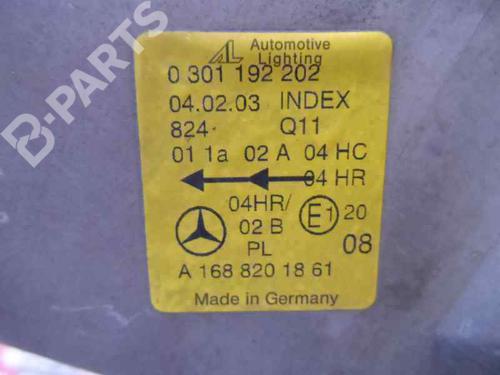 AL Automotive
Lighting
0 301 192 202
04.02.03 INDEX
824 Q11
01 1a 02 A 04 HC
04 HR
04HR/ E1 20
02 B
PL 08
A 168 820 18 61
Made in Germany
B-PARTS